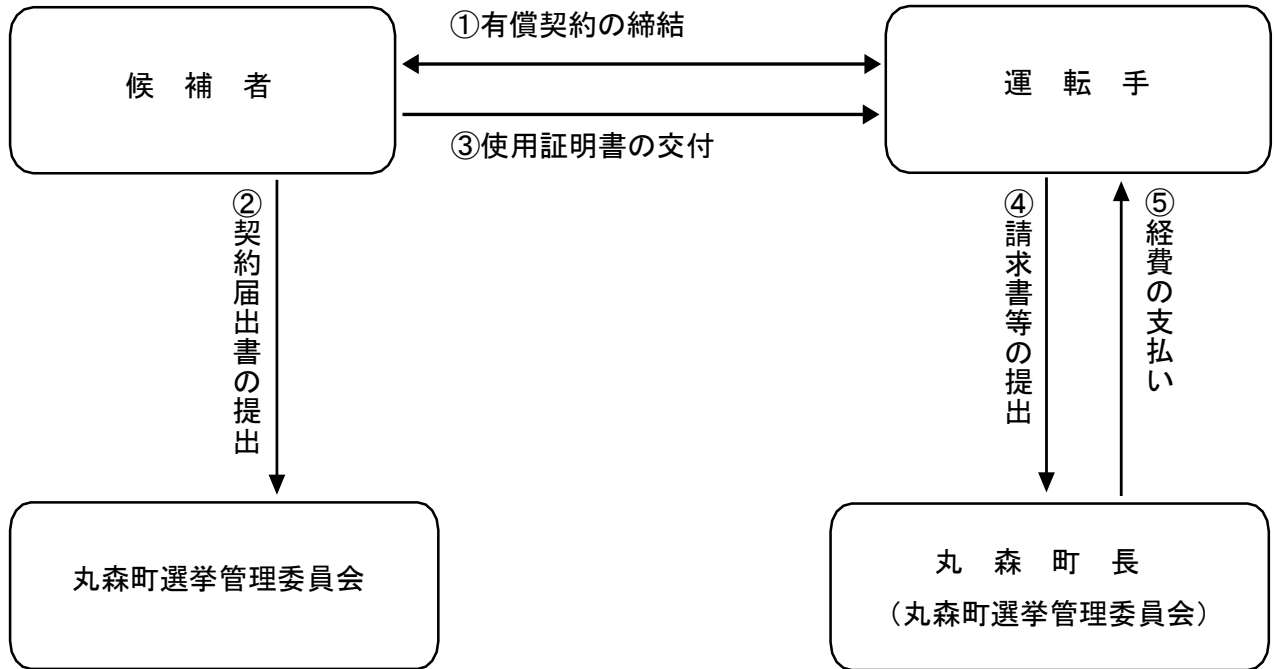 ①有償契約の締結
候　補　者
運　転　手
③使用証明書の交付
②契約届出書の提出
④請求書等の提出
⑤経費の支払い
丸森町選挙管理委員会
丸　森　町　長
（丸森町選挙管理委員会）